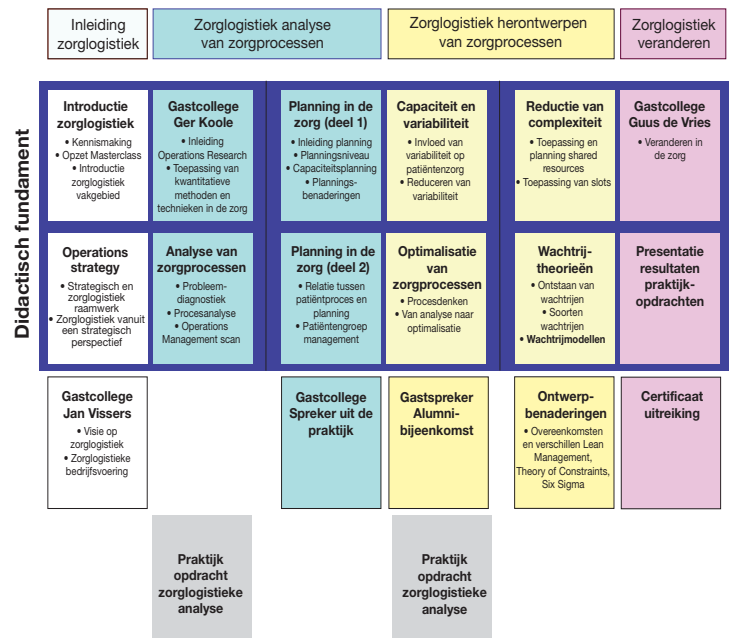 Inleiding
zorglogistiek
Zorglogistiek analyse
van zorgprocessen
Zorglogistiek herontwerpen
van zorgprocessen
Zorglogistiek
veranderen
Didactisch fundament
Introductie
zorglogistiek
• Kennismaking
• Opzet Masterclass
• Introductie
zorglogistiek
vakgebied
Gastcollege
Ger Koole
• Inleiding
Operations Research
• Toepassing van
kwantitatieve
methoden en
technieken in de zorg
Planning in de
zorg (deel 1)
• Inleiding planning
• Planningsniveau
• Capaciteitsplanning
• Plannings-
benaderingen
Capaciteit en
variabiliteit
• Invloed van
variabiliteit op
patiëntenzorg
• Reduceren van
variabiliteit
Reductie van
complexiteit
• Toepassing en
planning shared
resources
• Toepassing van slots
Gastcollege
Guus de Vries
• Veranderen in
de zorg
Operations
strategy
• Strategisch en
zorglogistiek
raamwerk
• Zorglogistiek vanuit
een strategisch
perspectief
Analyse van
zorgprocessen
• Probleem-
diagnostiek
• Procesanalyse
• Operations
Management scan
Planning in de
zorg (deel 2)
• Relatie tussen
patiëntproces en
planning
• Patiëntengroep
management
Optimalisatie
van
zorgprocessen
• Procesdenken
• Van analyse naar
optimalisatie
Wachtrij-
theorieën
• Ontstaan van
wachtrijen
• Soorten
wachtrijen
• Wachtrijmodellen
Presentatie
resultaten
praktijk-
opdrachten
Gastcollege
Jan Vissers
• Visie op
zorglogistiek
• Zorglogistieke
bedrijfsvoering
Gastcollege
Spreker uit de
praktijk
Gastspreker
Alumni-
bijeenkomst
Ontwerp-
benaderingen
• Overeenkomsten
en verschillen Lean
Management,
Theory of Constraints,
Six Sigma
Certificaat
uitreiking
Praktijk
opdracht
zorglogistieke
analyse
Praktijk
opdracht
zorglogistieke
analyse